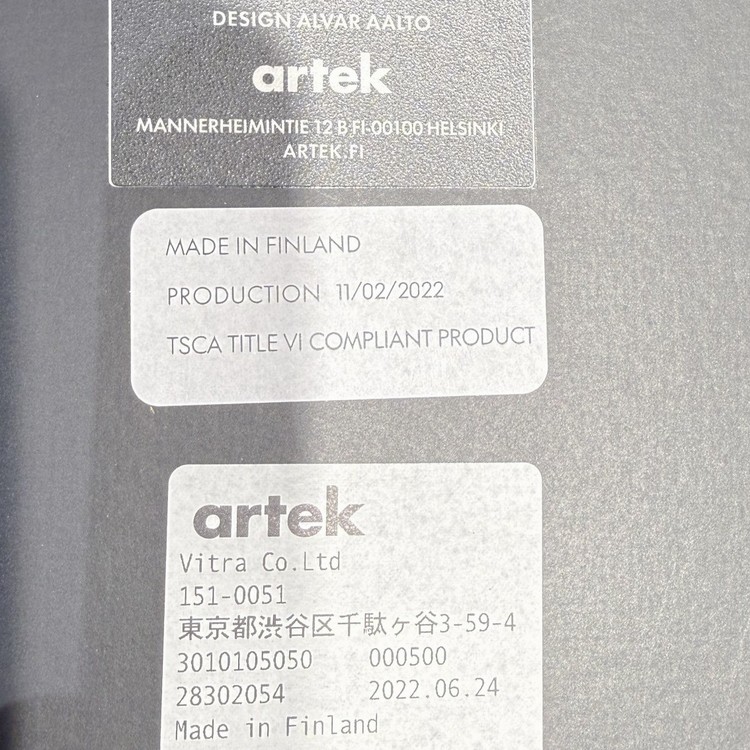 DESIGN ALVAR AALTO
artek
MANNERHEIMINTIE 12 B FI-00100 HELSINKI
ARTEK.FI
MADE IN FINLAND
PRODUCTION 11/02/2022
TSCA TITLE VI COMPLIANT PRODUCT
artek
Vitra Co.Ltd
151-0051
東京都渋谷区千駄ヶ谷3-59-4
3010105050 000500
28302054 2022.06.24
Made in Finland